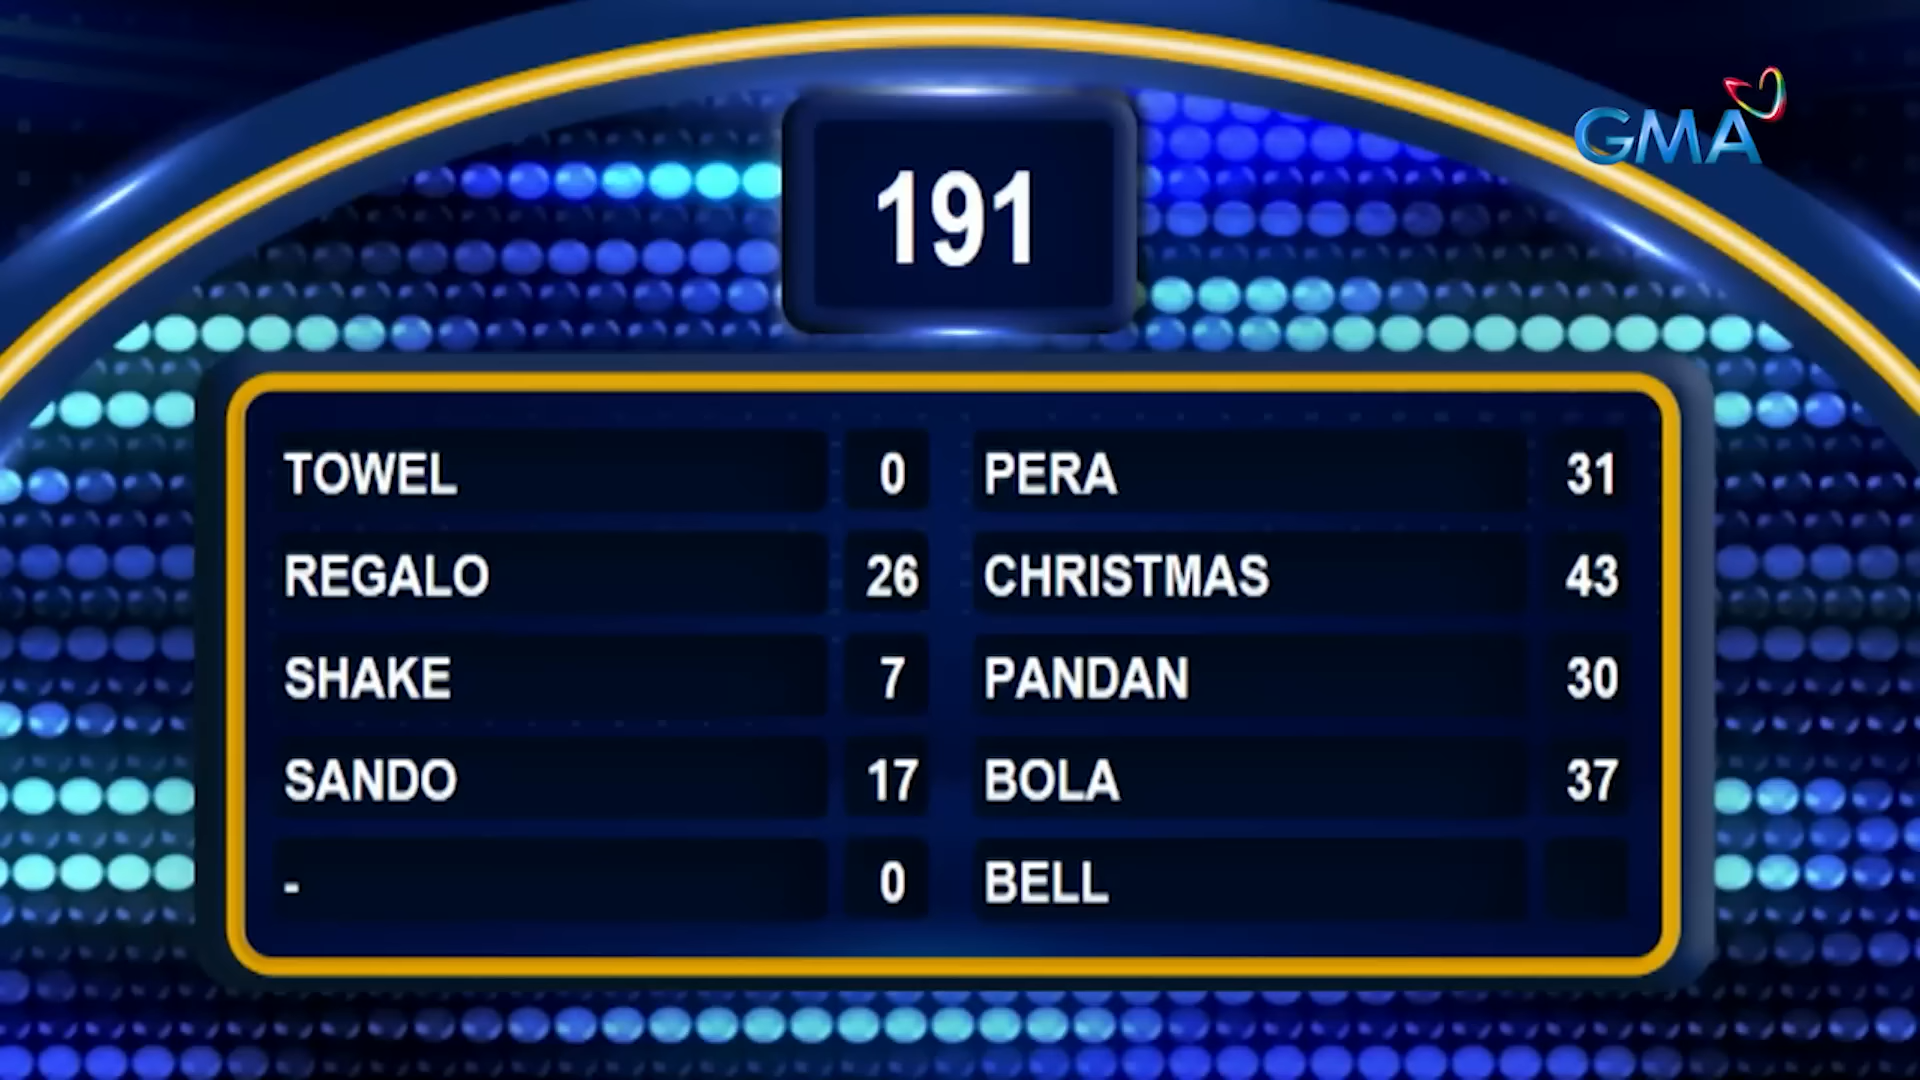 GMA
191
TOWEL 0
REGALO 26
SHAKE 7
SANDO 17
- 0
PERA 31
CHRISTMAS 43
PANDAN 30
BOLA 37
BELL